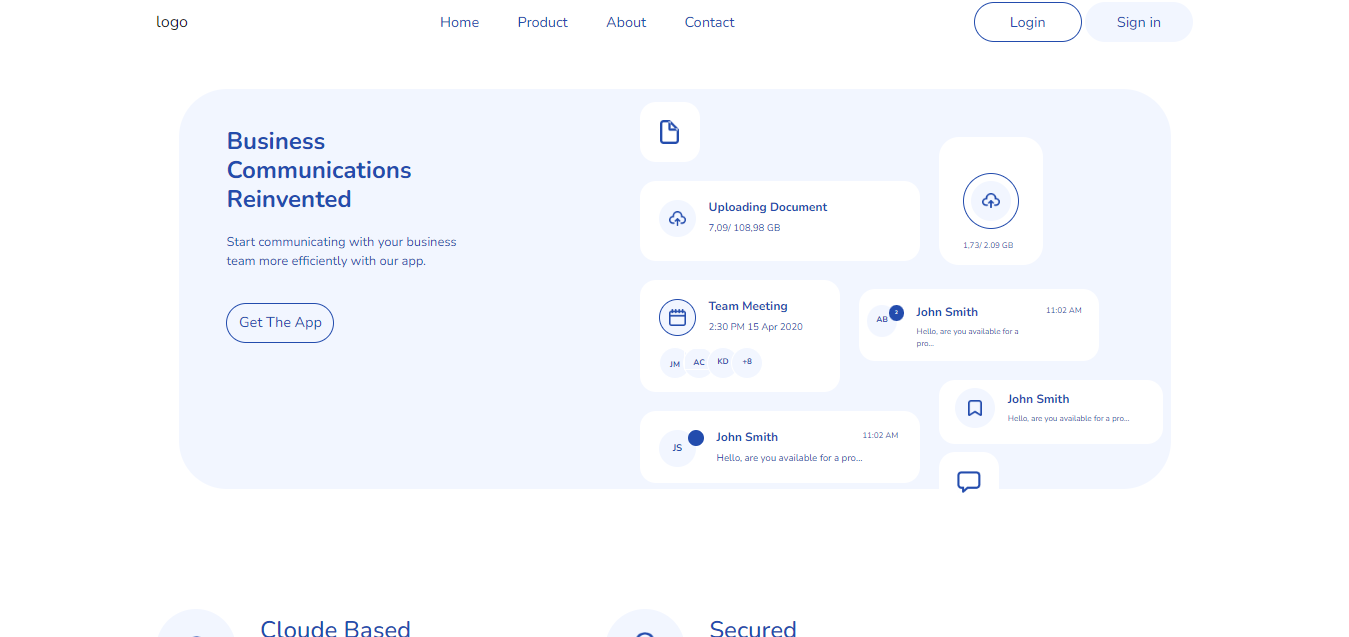 logo
Home
Product
About
Contact
Login
Sign in
Business
Communications
Reinvented
Start communicating with your business
team more efficiently with our app.
Get The App
Uploading Document
7,09/ 108,98 GB
1,73/ 2.09 GB
Team Meeting
2:30 PM 15 Apr 2020
JM
AC
KD
+8
AB
John Smith
11:02 AM
Hello, are you available for a
pro...
John Smith
Hello, are you available for a pro...
JS
John Smith
11:02 AM
Hello, are you available for a pro...
Cloude Based
Secured